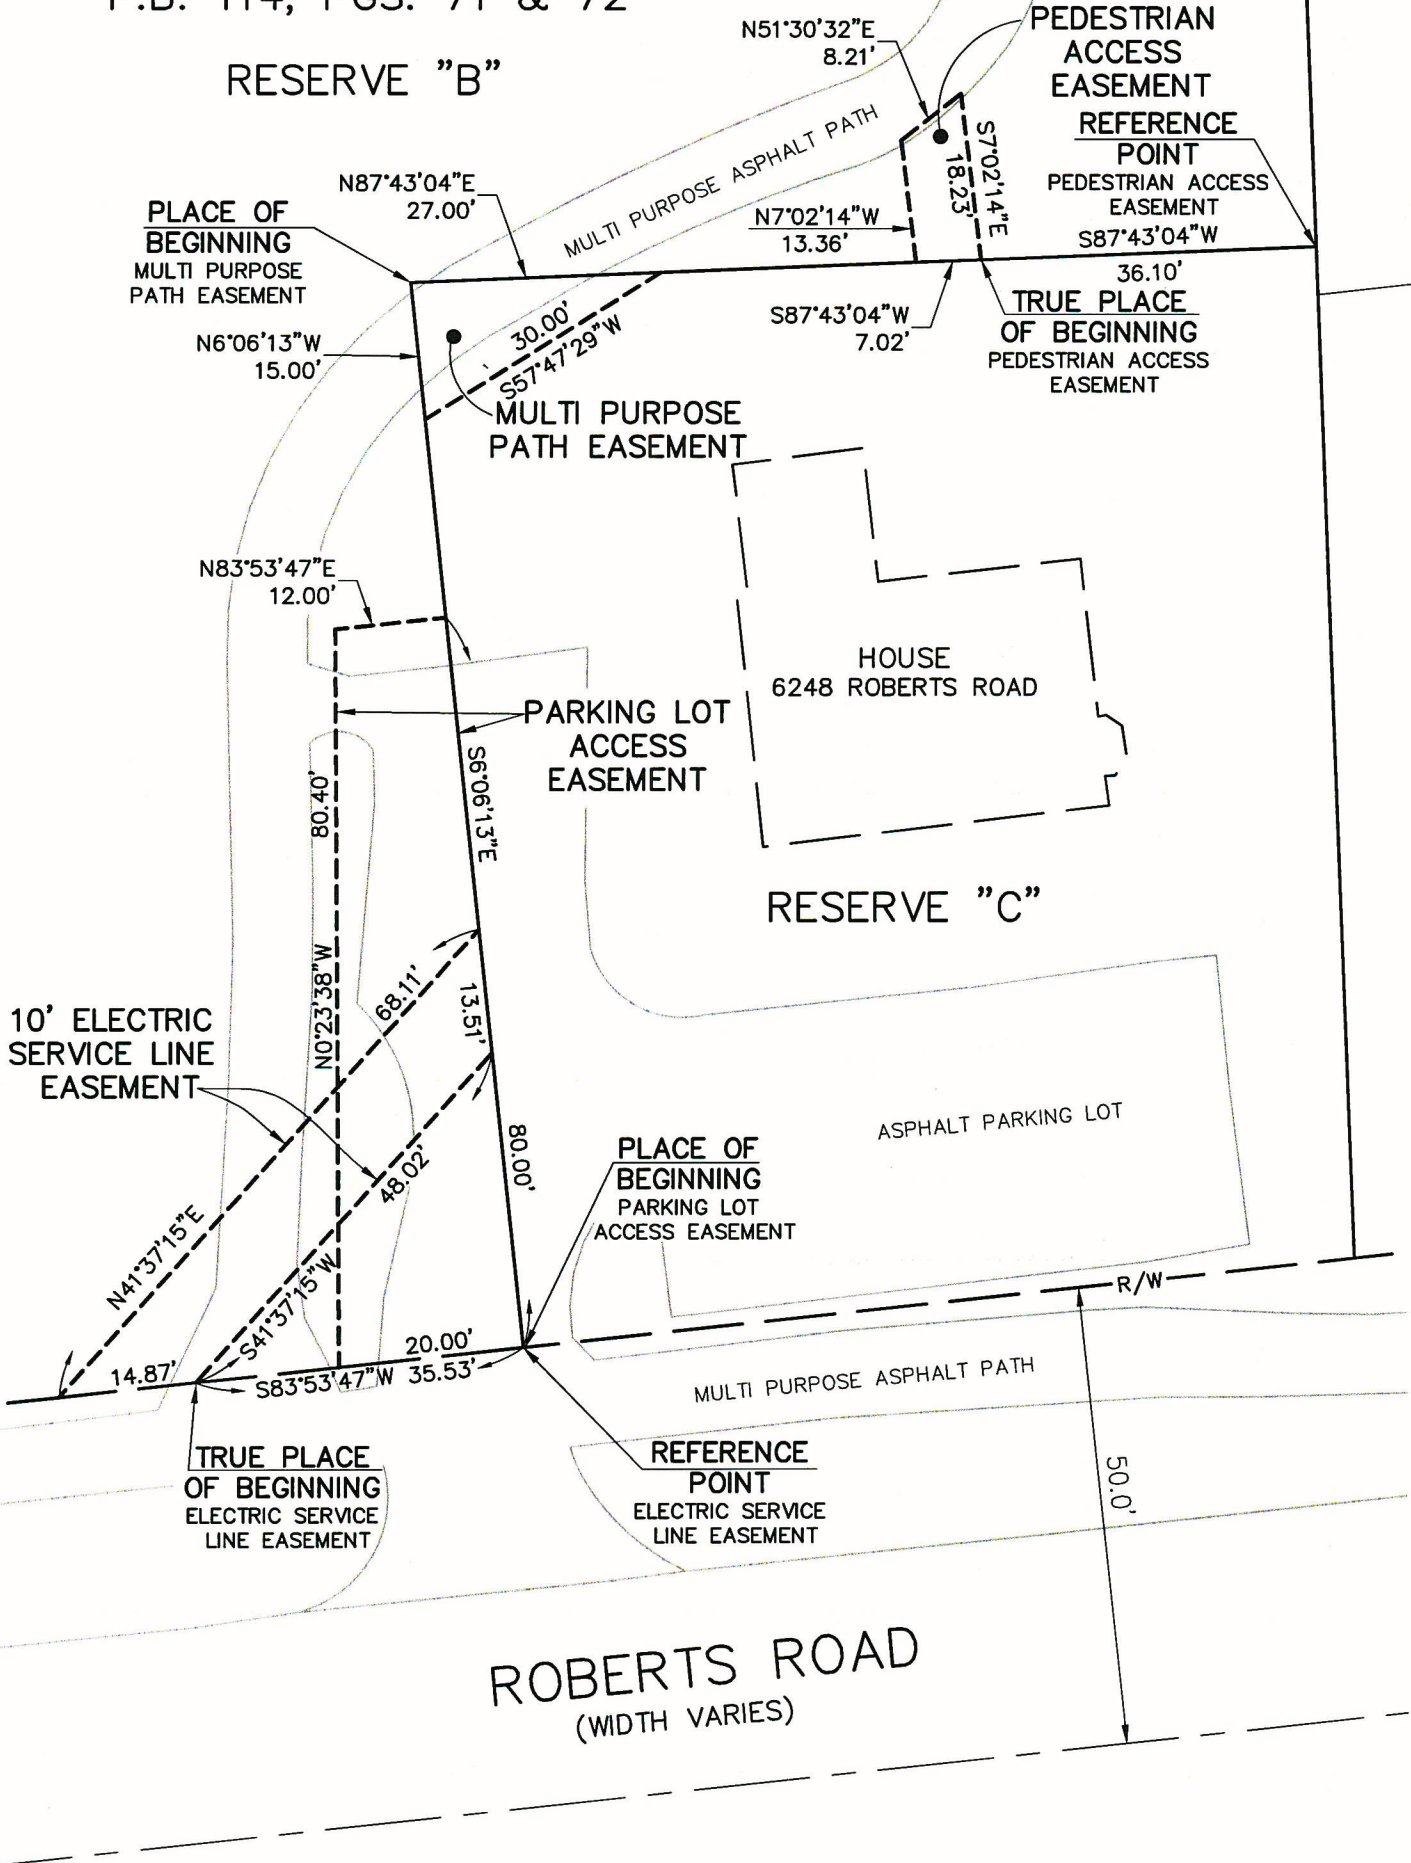 RESERVE "B"
N51°30'32"E
8.21'
PEDESTRIAN
ACCESS
EASEMENT
MULTI PURPOSE ASPHALT PATH
S7°02'14"E
18.23'
REFERENCE
POINT
PEDESTRIAN ACCESS
EASEMENT
S87°43'04"W
36.10'
N87°43'04"E
27.00'
N7°02'14"W
13.36'
PLACE OF
BEGINNING
MULTI PURPOSE
PATH EASEMENT
S87°43'04"W
7.02'
TRUE PLACE
OF BEGINNING
PEDESTRIAN ACCESS
EASEMENT
N6°06'13"W
15.00'
30.00'
S57°47'29"W
MULTI PURPOSE
PATH EASEMENT
N83°53'47"E
12.00'
HOUSE
6248 ROBERTS ROAD
PARKING LOT
ACCESS
EASEMENT
80.40'
S6°06'13"E
RESERVE "C"
N0°23'38"W
68.11'
13.51'
10' ELECTRIC
SERVICE LINE
EASEMENT
80.00'
ASPHALT PARKING LOT
48.02'
PLACE OF
BEGINNING
PARKING LOT
ACCESS EASEMENT
N41°37'15"E
S41°37'15"W
R/W
20.00'
14.87'
S83°53'47"W 35.53'
MULTI PURPOSE ASPHALT PATH
TRUE PLACE
OF BEGINNING
ELECTRIC SERVICE
LINE EASEMENT
REFERENCE
POINT
ELECTRIC SERVICE
LINE EASEMENT
50.0'
ROBERTS ROAD
(WIDTH VARIES)